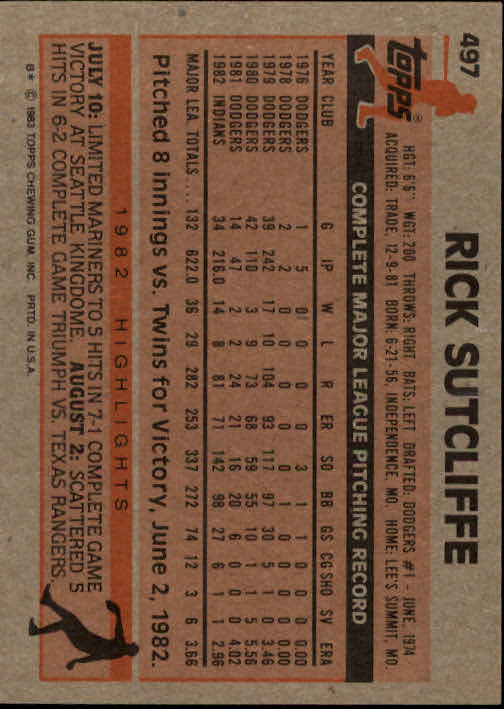 497
Topps®
RICK SUTCLIFFE
HGT: 6'6" WGT: 200 THROWS: RIGHT BATS: LEFT DRAFTED: DODGERS #1 - JUNE, 1974
ACQUIRED: TRADE, 12-9-81 BORN: 6-21-56, INDEPENDENCE, MO. HOME: LEE'S SUMMIT, MO.
COMPLETE MAJOR LEAGUE PITCHING RECORD
YEAR CLUB G IP W L R ER SO BB GS CG SHO SV ERA
1976 DODGERS 1 5 0 0 0 0 3 1 1 0 0 0 0.00
1978 DODGERS 2 2 0 0 0 0 0 1 0 0 0 0 0.00
1979 DODGERS 39 242 17 10 104 93 117 97 30 5 1 0 3.46
1980 DODGERS 42 110 3 9 73 68 59 55 10 1 1 5 5.56
1981 DODGERS 14 47 2 2 24 21 16 20 6 0 0 0 4.02
1982 INDIANS 34 216.0 14 8 81 71 142 98 27 6 1 1 2.96
MAJOR LEA. TOTALS .... 132 622.0 36 29 282 253 337 272 74 12 3 6 3.66
Pitched 8 innings vs. Twins for Victory, June 2, 1982.
1982 HIGHLIGHTS
JULY 10: LIMITED MARINERS TO 5 HITS IN 7-1 COMPLETE GAME
VICTORY AT SEATTLE KINGDOME. AUGUST 2: SCATTERED 5
HITS IN 6-2 COMPLETE GAME TRIUMPH VS. TEXAS RANGERS.
B* © 1983 TOPPS CHEWING GUM, INC. PRTD. IN U.S.A.